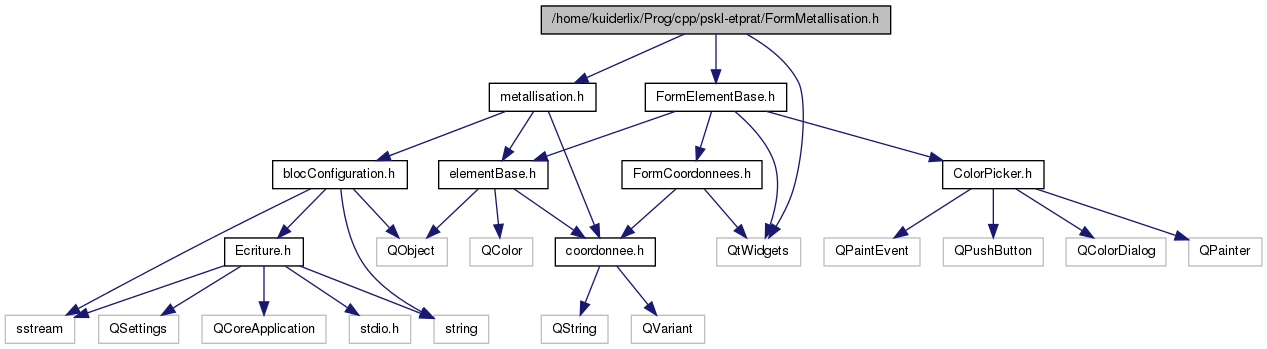 /home/kuiderlix/Prog/cpp/pskl-etprat/FormMetallisation.h
metallisation.h
FormElementBase.h
blocConfiguration.h
elementBase.h
FormCoordonnees.h
ColorPicker.h
Ecriture.h
QObject
QColor
coordonnee.h
QtWidgets
QPaintEvent
QPushButton
QColorDialog
QPainter
sstream
QSettings
QCoreApplication
stdio.h
string
QString
QVariant